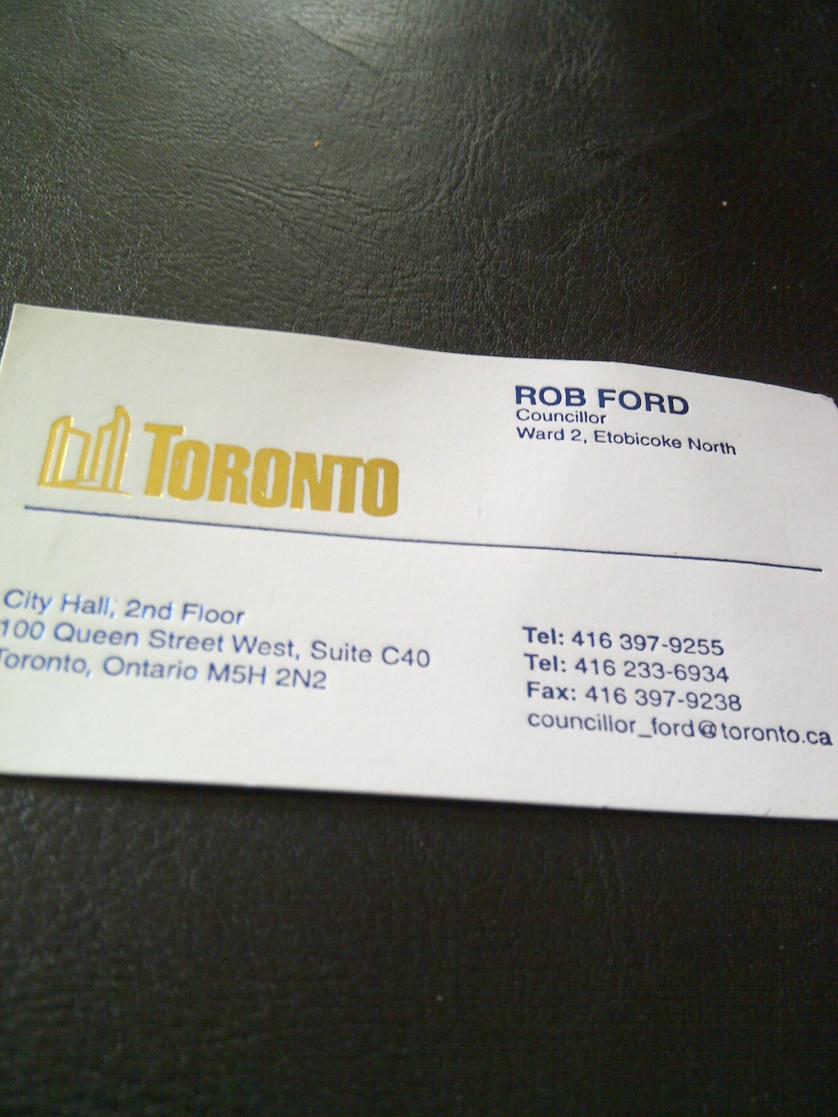 ROB FORD
Councillor
Ward 2, Etobicoke North
TORONTO
City Hall, 2nd Floor
100 Queen Street West, Suite C40
Toronto, Ontario M5H 2N2
Tel: 416 397-9255
Tel: 416 233-6934
Fax: 416 397-9238
councillor_ford@toronto.ca